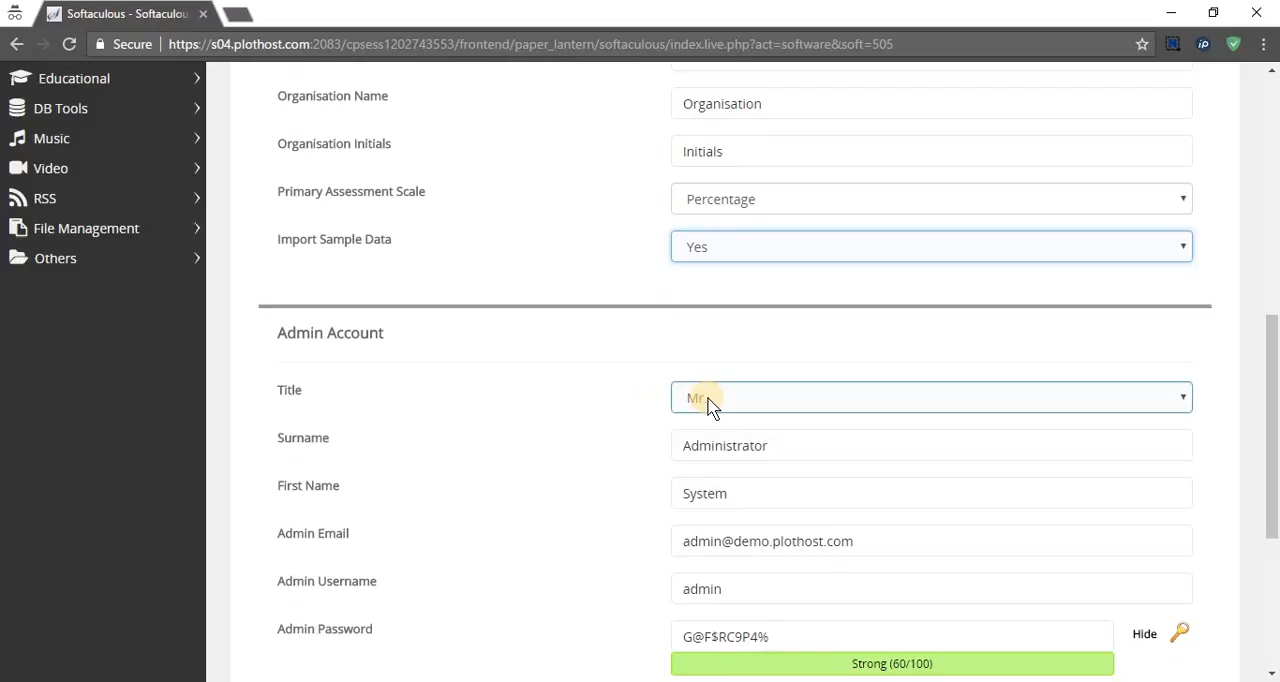 Softaculous - Softaculou
Secure https://s04.plothost.com:2083/cpsess1202743553/frontend/paper_lantern/softaculous/index.live.php?act=software&soft=505
Educational
DB Tools
Music
Video
RSS
File Management
Others
Organisation Name Organisation
Organisation Initials Initials
Primary Assessment Scale Percentage
Import Sample Data Yes
Admin Account
Title Mr.
Surname Administrator
First Name System
Admin Email admin@demo.plothost.com
Admin Username admin
Admin Password G@F$RC9P4% Hide
Strong (60/100)